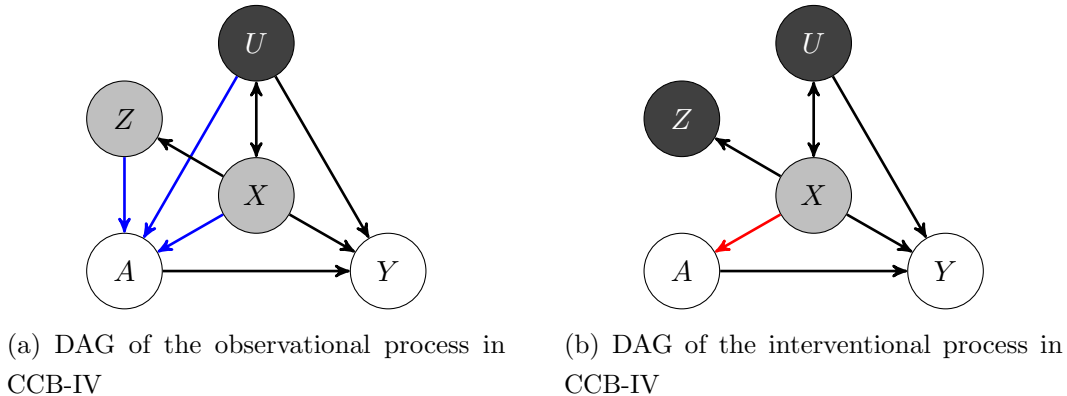 U
Z
X
A
Y
(a) DAG of the observational process in
CCB-IV
U
Z
X
A
Y
(b) DAG of the interventional process in
CCB-IV